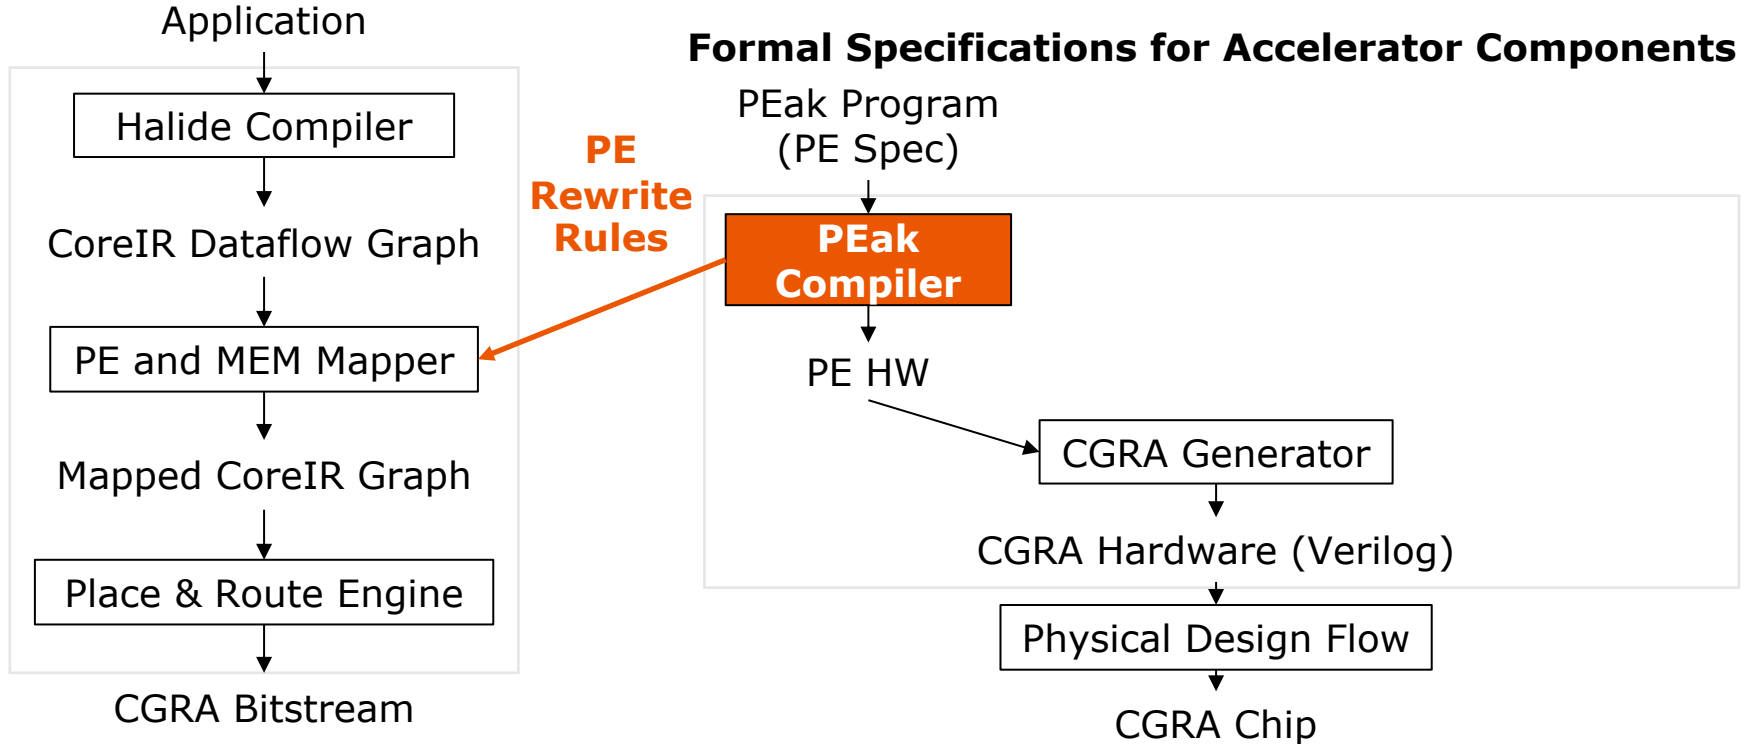 Application
Halide Compiler
CoreIR Dataflow Graph
PE and MEM Mapper
Mapped CoreIR Graph
Place & Route Engine
CGRA Bitstream
PE
Rewrite
Rules
Formal Specifications for Accelerator Components
PEak Program
(PE Spec)
PEak
Compiler
PE HW
CGRA Generator
CGRA Hardware (Verilog)
Physical Design Flow
CGRA Chip